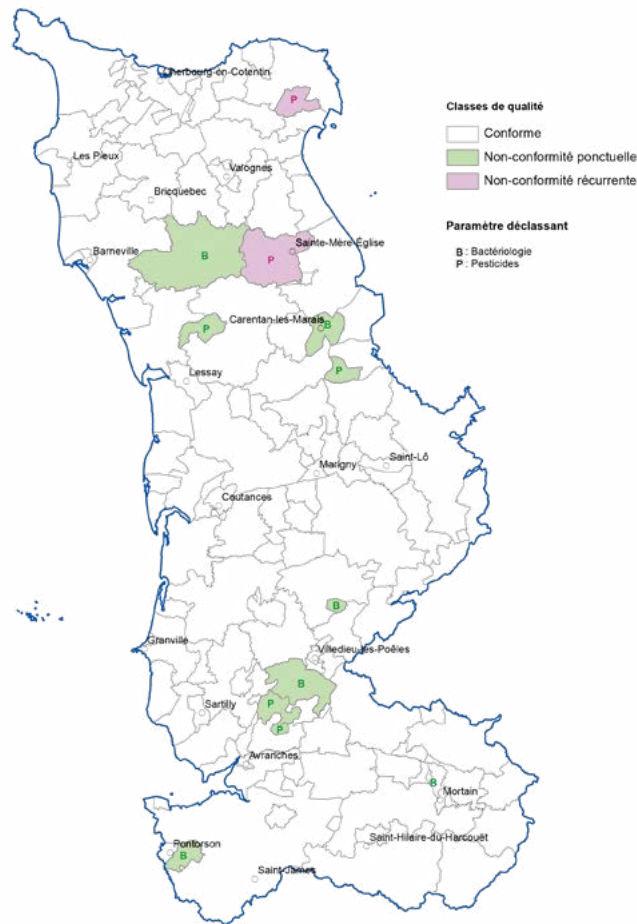 Cherbourg-en-Cotentin
P
Classes de qualité
Conforme
Les Pieux
Non-conformité ponctuelle
Valognes
Non-conformité récurrente
Bricquebec
Paramètre déclassant
Sainte-Mère-Église
B : Bactériologie
Barneville
B
P
P : Pesticides
Carentan-les-Marais
B
P
P
Lessay
Saint-Lô
Marigny
Coutances
B
Granville
Villedieu-les-Poêles
B
P
Sartilly
P
Avranches
B
Mortain
Saint-Hilaire-du-Harcouët
Pontorson
B
Saint-James